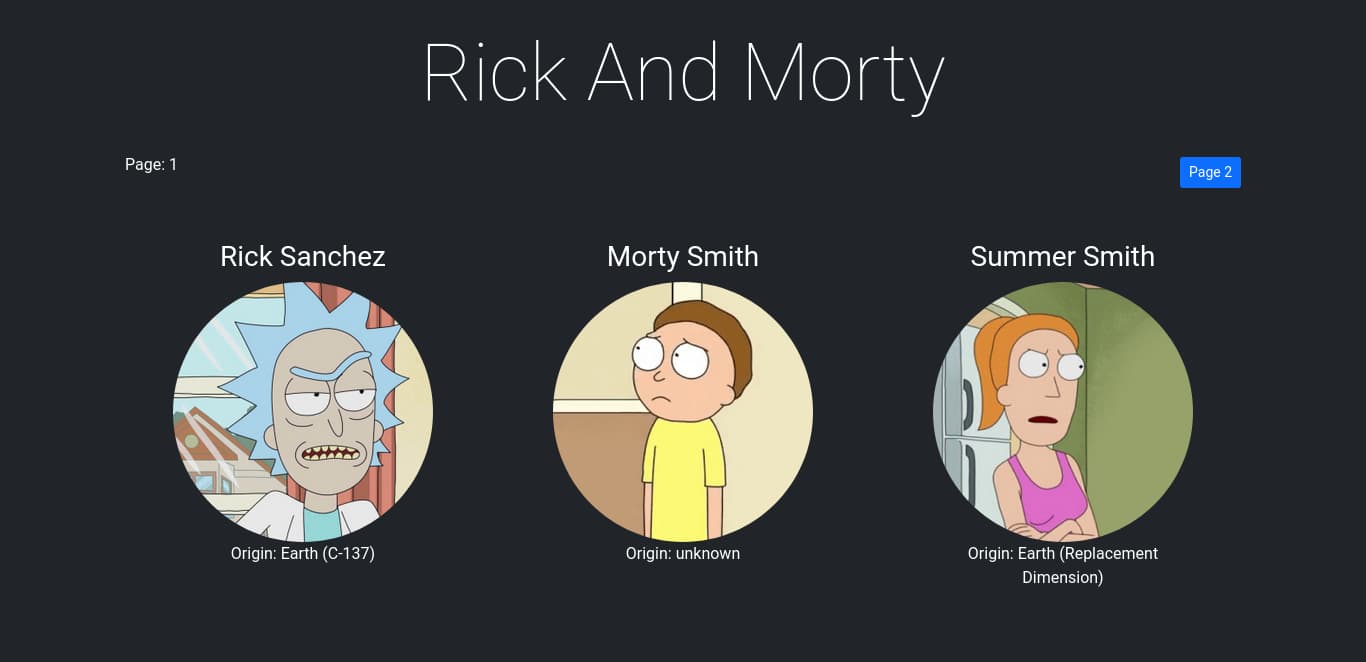 Rick And Morty
Page: 1
Page 2
Rick Sanchez
Morty Smith
Summer Smith
Origin: Earth (C-137)
Origin: unknown
Origin: Earth (Replacement
Dimension)